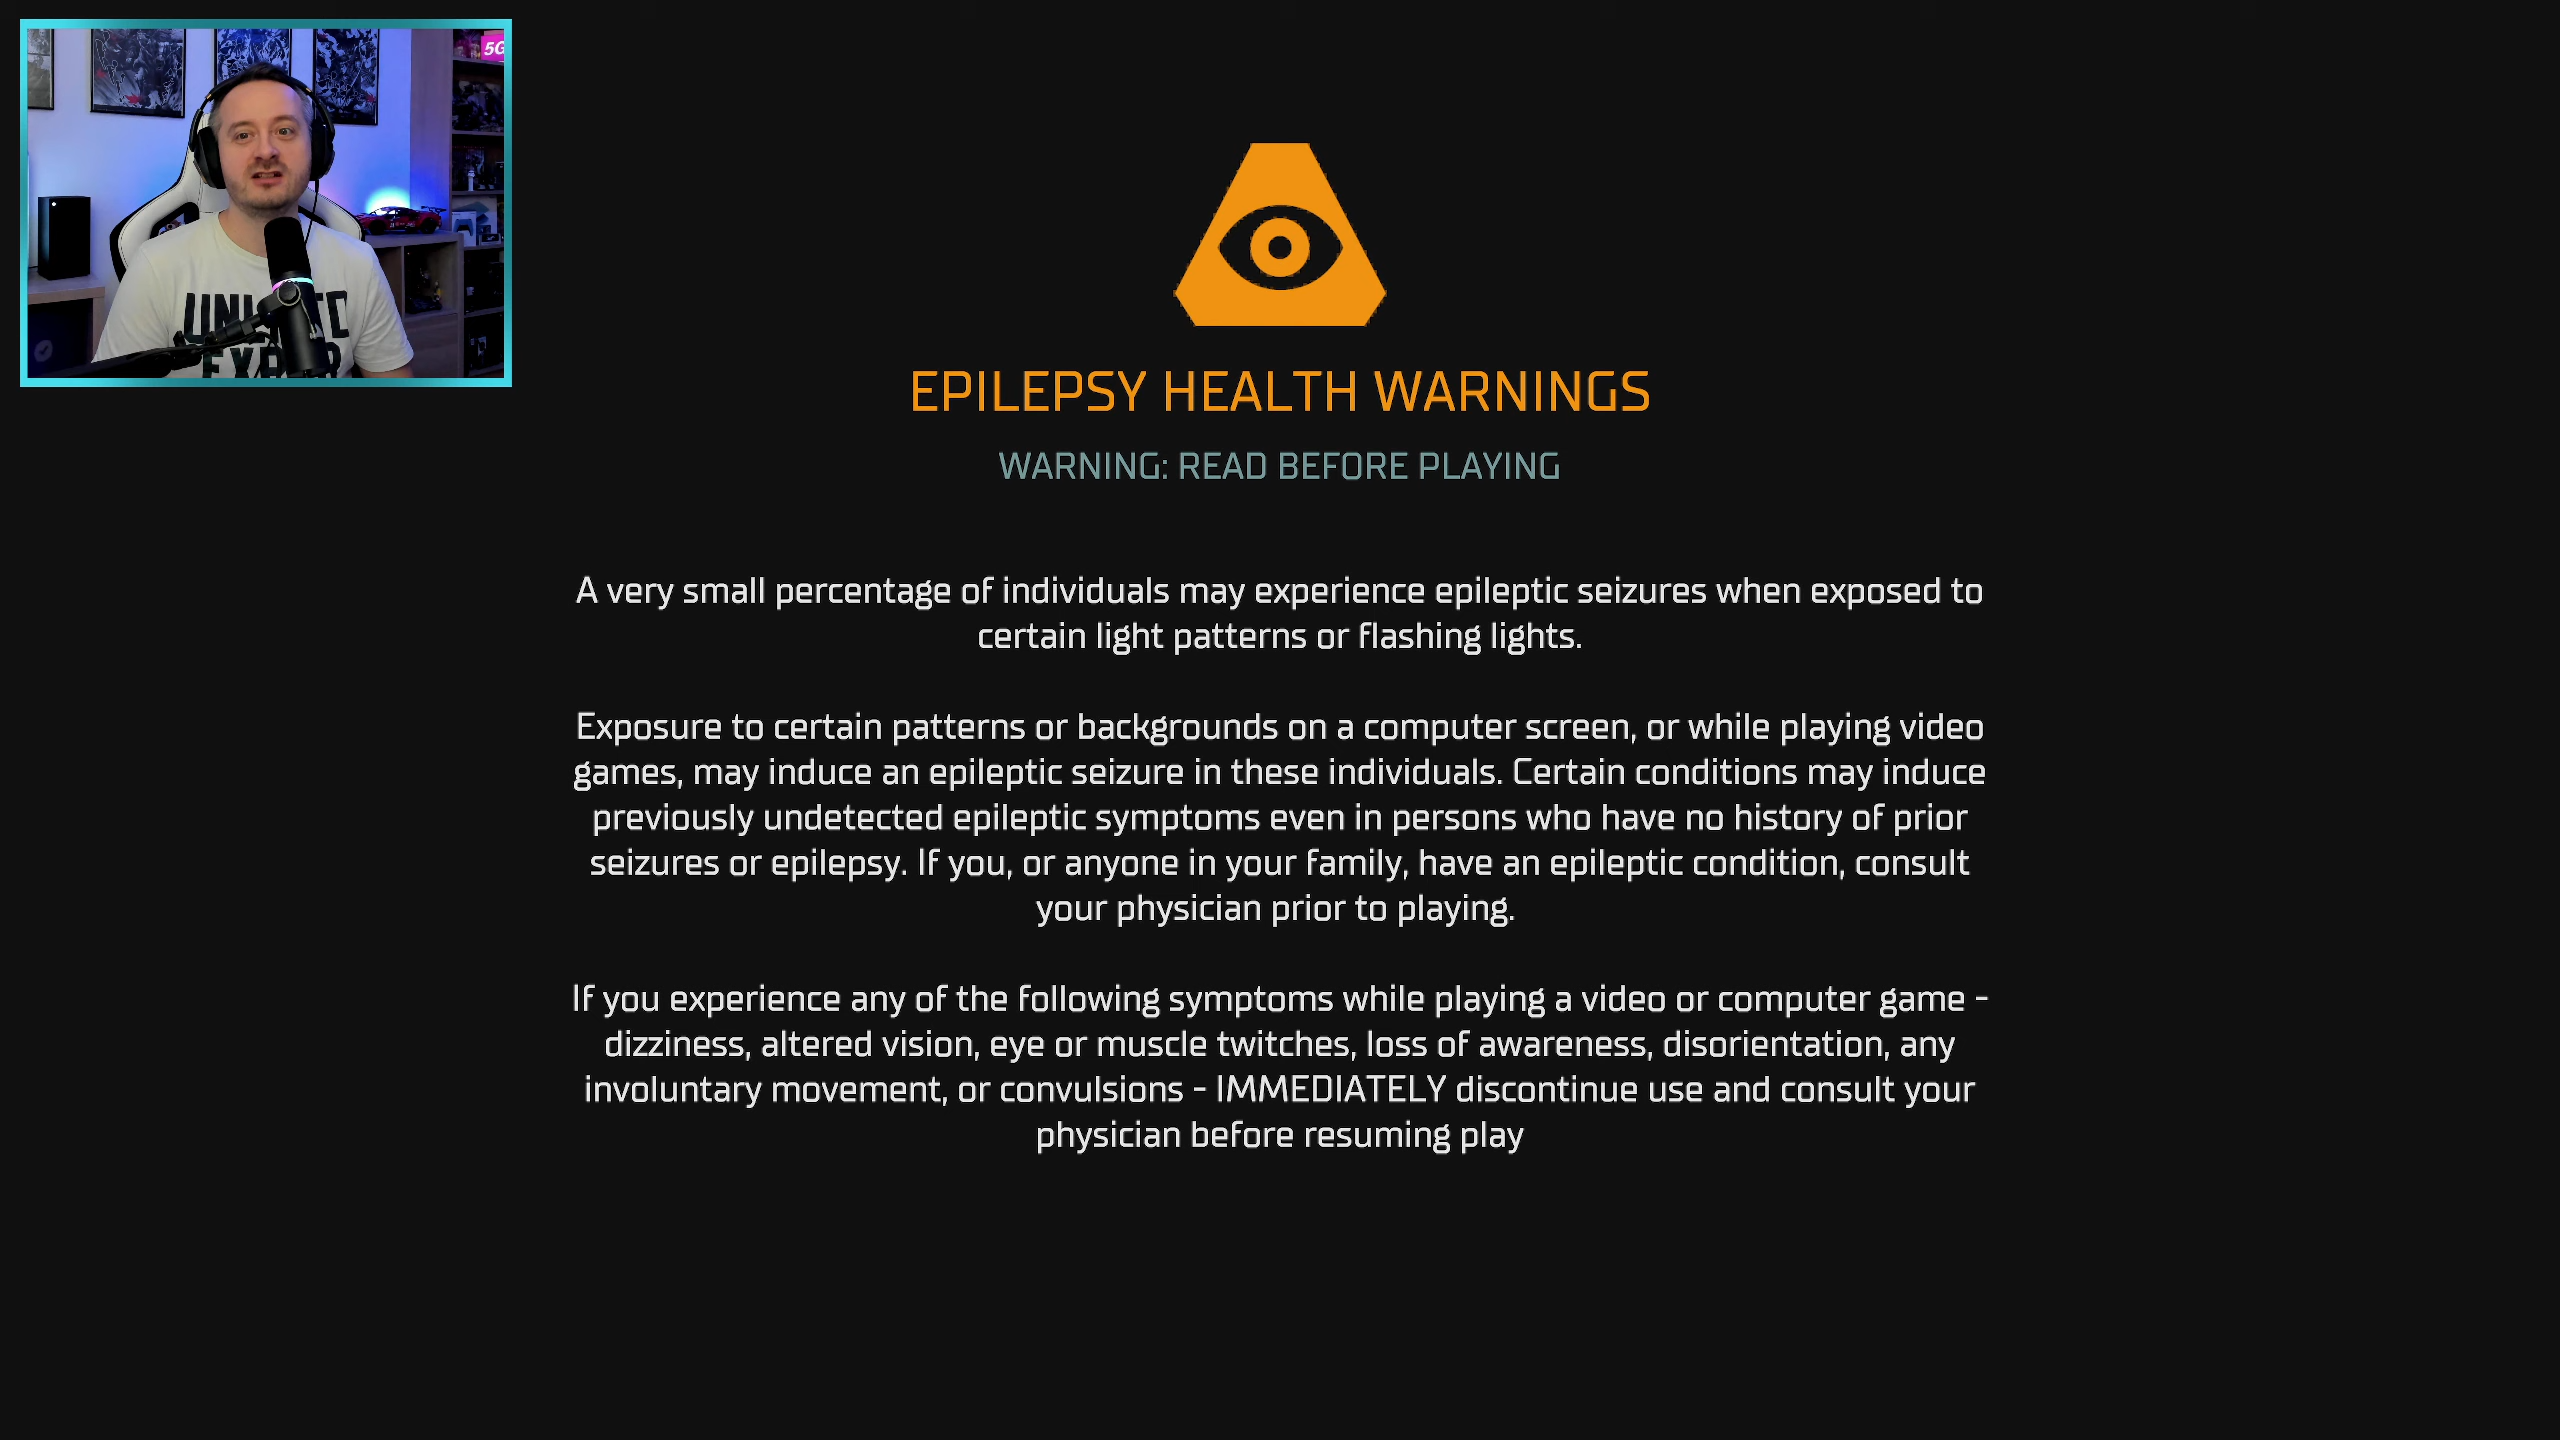 5G
EPILEPSY HEALTH WARNINGS
WARNING: READ BEFORE PLAYING
A very small percentage of individuals may experience epileptic seizures when exposed to
certain light patterns or flashing lights.
Exposure to certain patterns or backgrounds on a computer screen, or while playing video
games, may induce an epileptic seizure in these individuals. Certain conditions may induce
previously undetected epileptic symptoms even in persons who have no history of prior
seizures or epilepsy. If you, or anyone in your family, have an epileptic condition, consult
your physician prior to playing.
If you experience any of the following symptoms while playing a video or computer game -
dizziness, altered vision, eye or muscle twitches, loss of awareness, disorientation, any
involuntary movement, or convulsions - IMMEDIATELY discontinue use and consult your
physician before resuming play